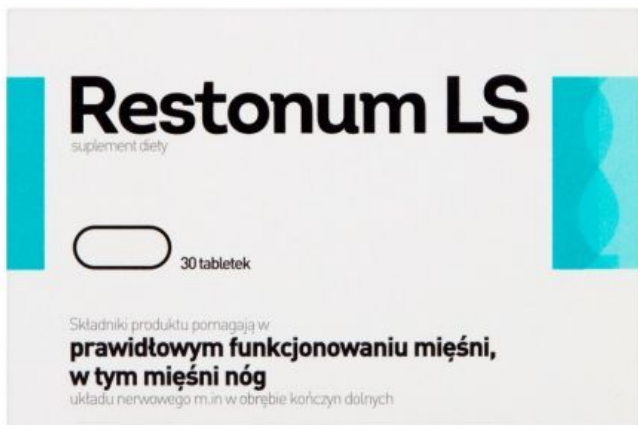 Restonum LS
suplement diety
30 tabletek
Składniki produktu pomagają w
prawidłowym funkcjonowaniu mięśni,
w tym mięśni nóg
układu nerwowego m.in w obrębie kończyn dolnych